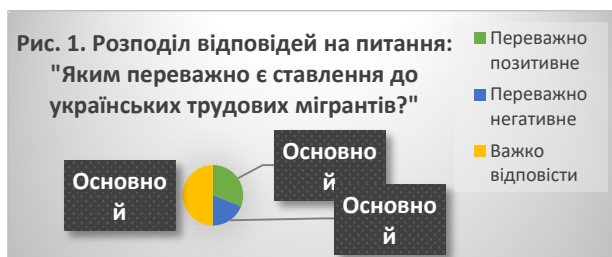 Рис. 1. Розподіл відповідей на питання:
"Яким переважно є ставлення до
українських трудових мігрантів?"
Переважно
позитивне
Переважно
негативне
Важко
відповісти
Основно
й
Основно
й
Основно
й